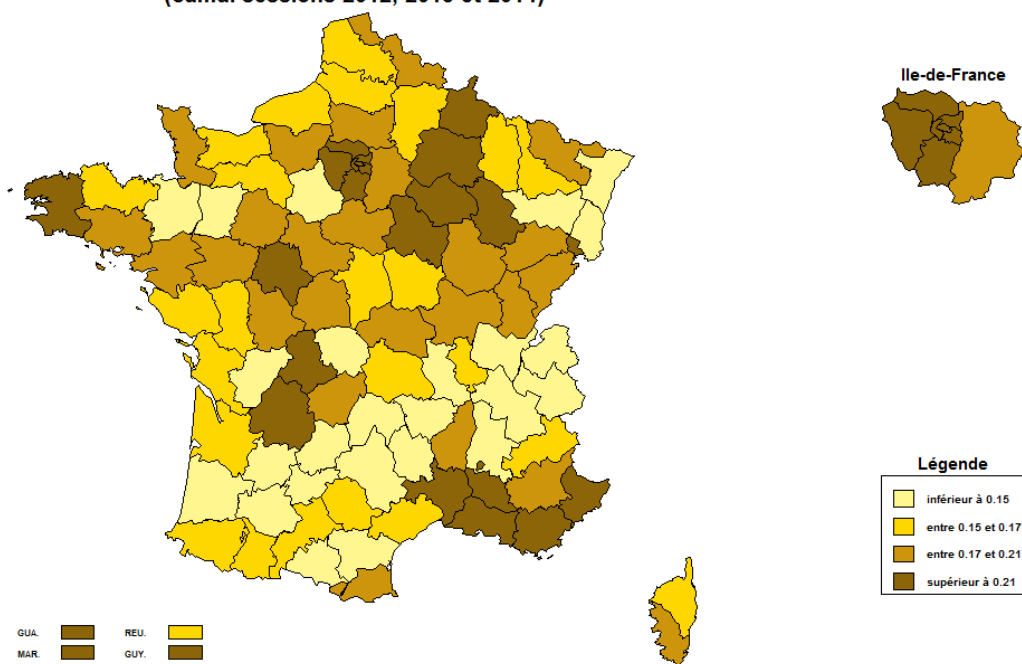 Ile-de-France
Légende
inférieur à 0.15
entre 0.15 et 0.17
entre 0.17 et 0.21
supérieur à 0.21
GUA. REU.
MAR. GUY.